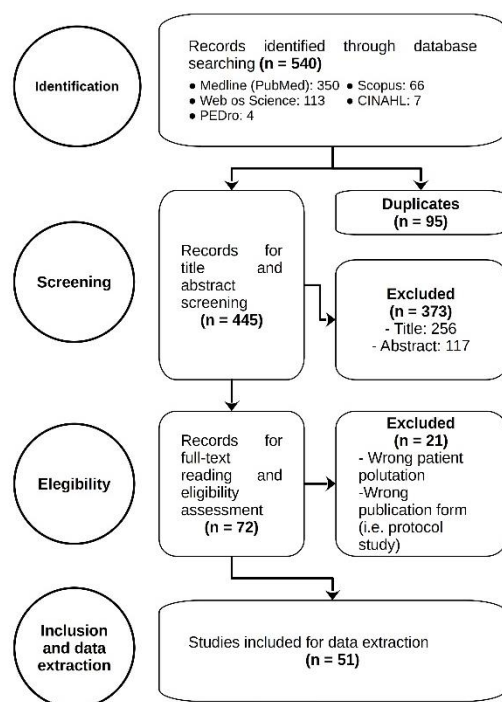 Identification
Records identified through database
searching (n = 540)
● Medline (PubMed): 350 ● Scopus: 66
● Web os Science: 113 ● CINAHL: 7
● PEDro: 4
Screening
Records for
title and
abstract
screening
(n = 445)
Duplicates
(n = 95)
Excluded
(n = 373)
- Title: 256
- Abstract: 117
Elegibility
Records for
full-text
reading and
eligibility
assessment
(n = 72)
Excluded
(n = 21)
- Wrong patient
polutation
-Wrong
publication form
(i.e. protocol
study)
Inclusion
and data
extraction
Studies included for data extraction
(n = 51)